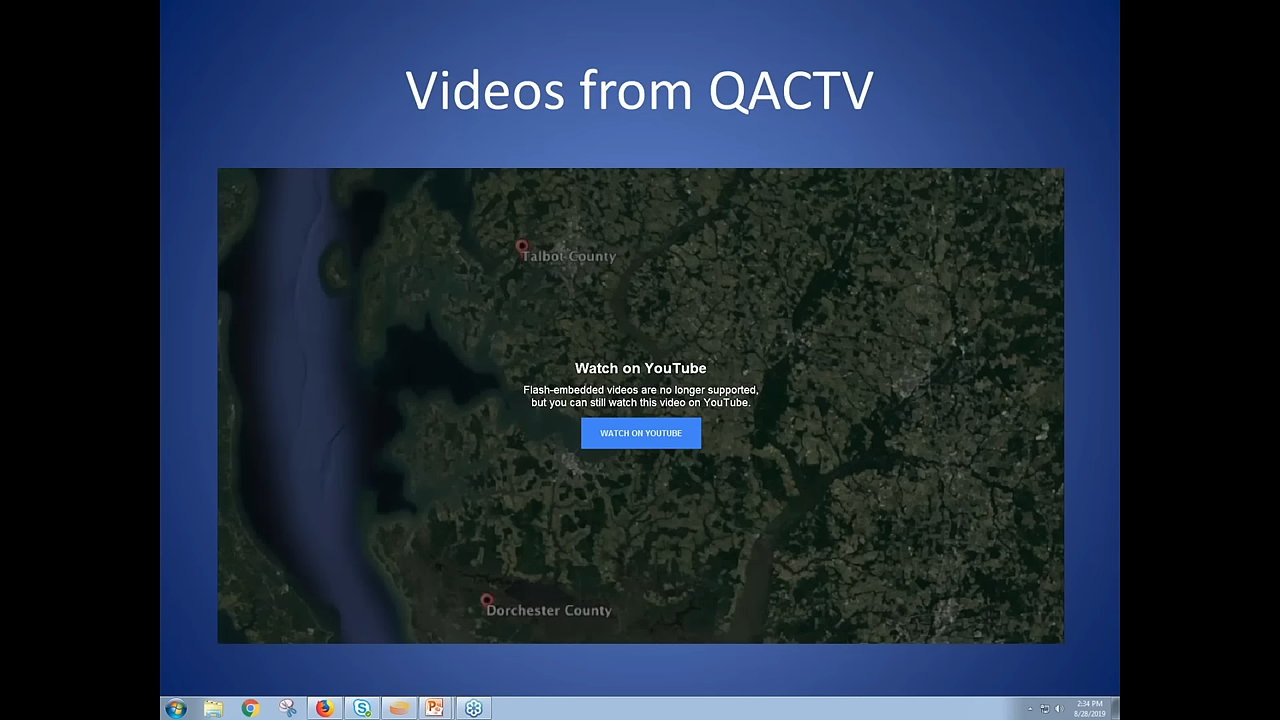 Videos from QACTV
Talbot County
Watch on YouTube
Flash-embedded videos are no longer supported,
but you can still watch this video on YouTube.
WATCH ON YOUTUBE
Dorchester County
2:34 PM
8/28/2019